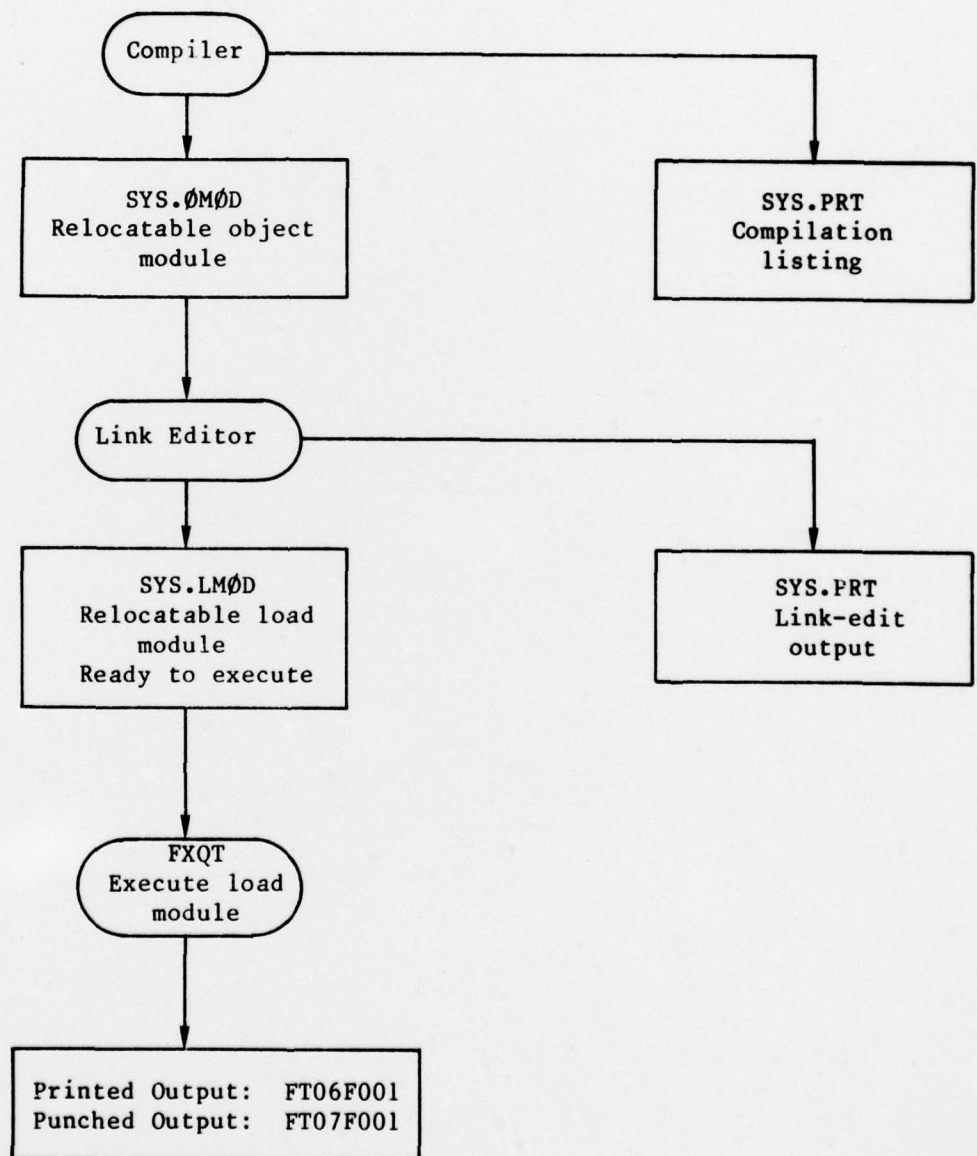 Compiler
SYS.ØMØD
Relocatable object
module
SYS.PRT
Compilation
listing
Link Editor
SYS.LMØD
Relocatable load
module
Ready to execute
SYS.PRT
Link-edit
output
FXQT
Execute load
module
Printed Output: FT06F001
Punched Output: FT07F001